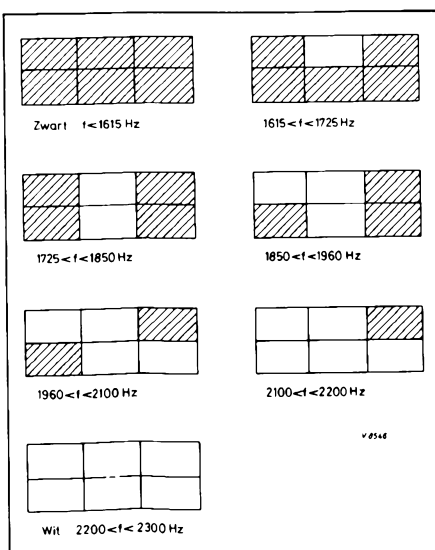 Zwart f<1615 Hz
1615<f<1725 Hz
1725<f<1850 Hz
1850<f<1960 Hz
1960<f<2100 Hz
2100<f<2200 Hz
V 8546
Wit 2200<f<2300 Hz